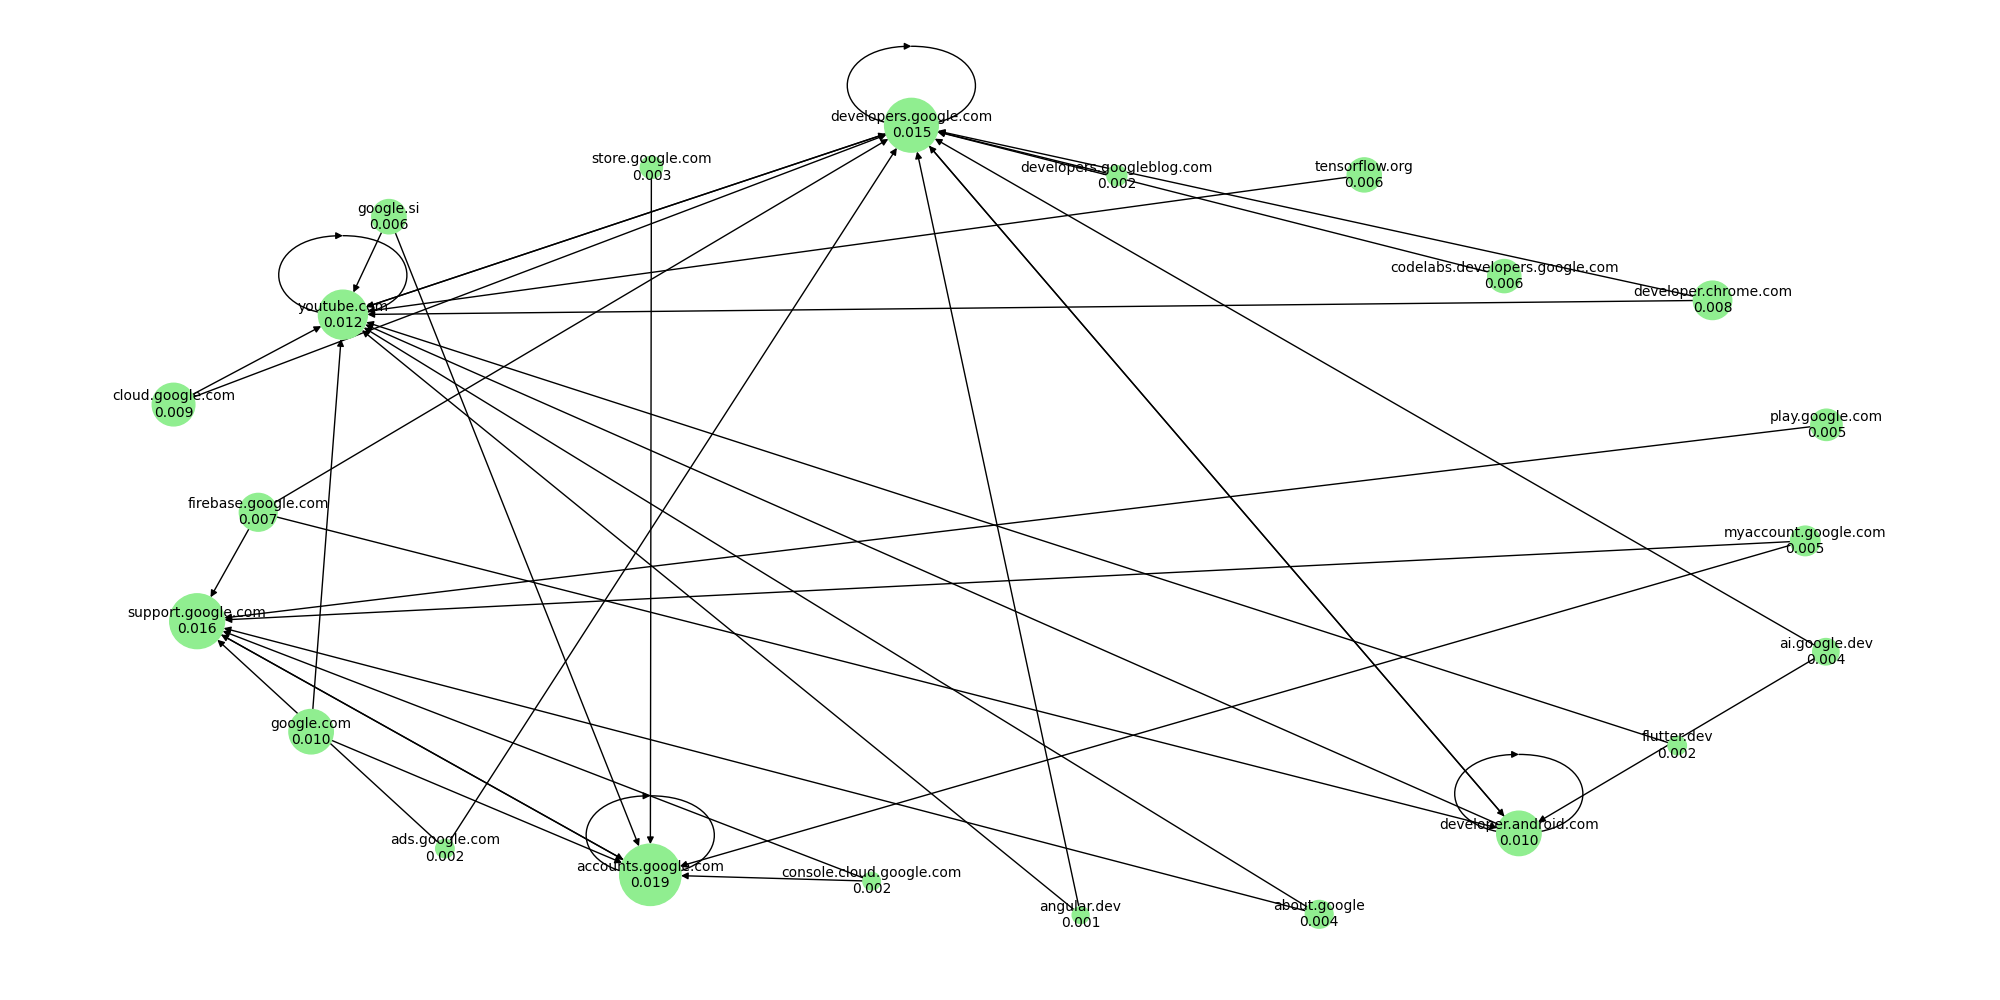 developers.google.com
0.015
store.google.com
0.003
developers.googleblog.com
0.002
tensorflow.org
0.006
google.si
0.006
codelabs.developers.google.com
0.006
developer.chrome.com
0.008
youtube.com
0.012
cloud.google.com
0.009
play.google.com
0.005
firebase.google.com
0.007
myaccount.google.com
0.005
support.google.com
0.016
ai.google.dev
0.004
google.com
0.010
flutter.dev
0.002
developer.android.com
0.010
ads.google.com
0.002
accounts.google.com
0.019
console.cloud.google.com
0.002
angular.dev
0.001
about.google
0.004